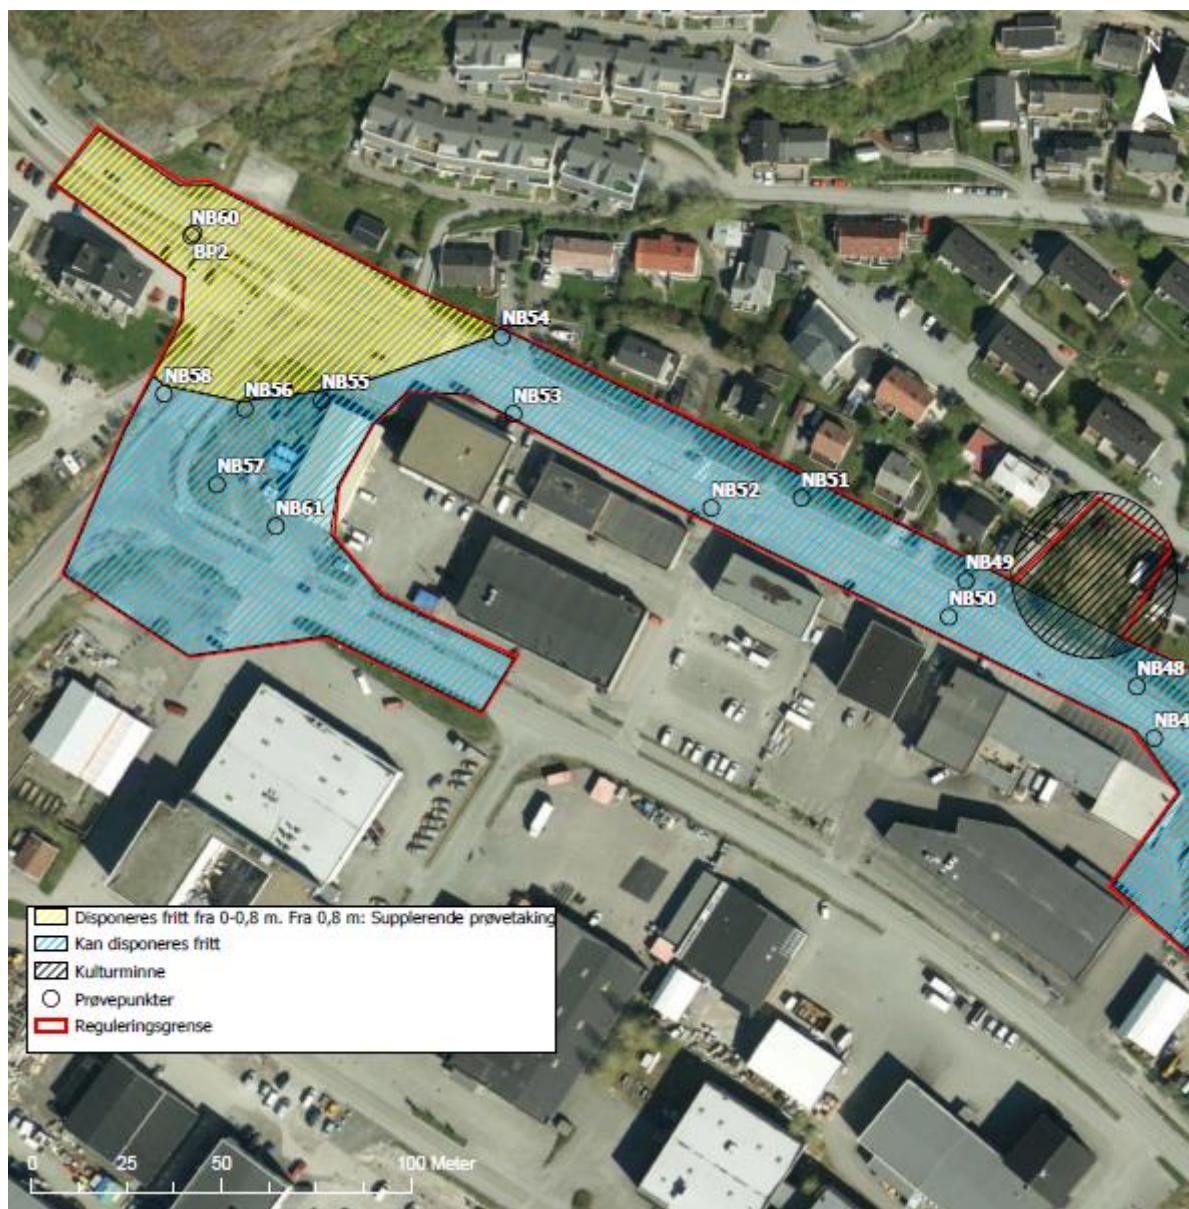 N
NB60
BP2
NB54
NB58
NB56
NB55
NB53
NB57
NB61
NB52
NB51
NB49
NB50
NB48
NB4
Disponeres fritt fra 0-0,8 m. Fra 0,8 m: Supplerende prøvetaking
Kan disponeres fritt
Kulturminne
Prøvepunkter
Reguleringsgrense
0 25 50 100 Meter